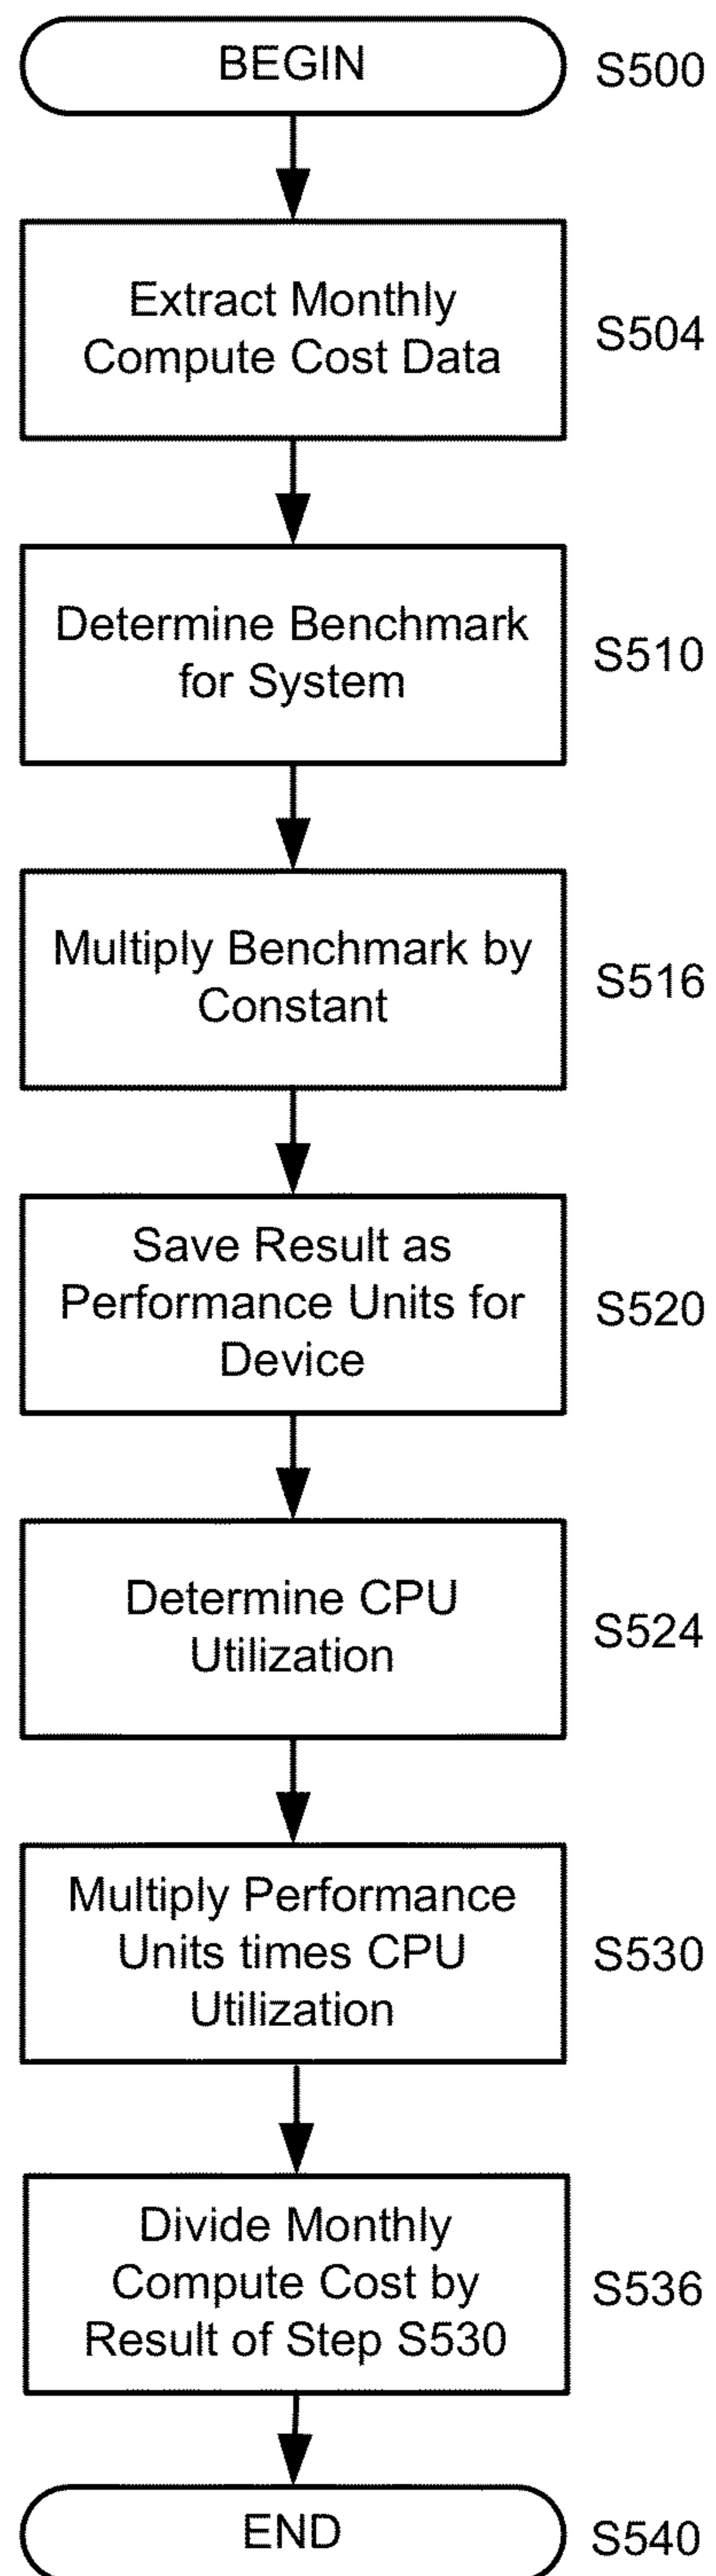 BEGIN
S500
Extract Monthly
Compute Cost Data
S504
Determine Benchmark
for System
S510
Multiply Benchmark by
Constant
S516
Save Result as
Performance Units for
Device
S520
Determine CPU
Utilization
S524
Multiply Performance
Units times CPU
Utilization
S530
Divide Monthly
Compute Cost by
Result of Step S530
S536
END
S540